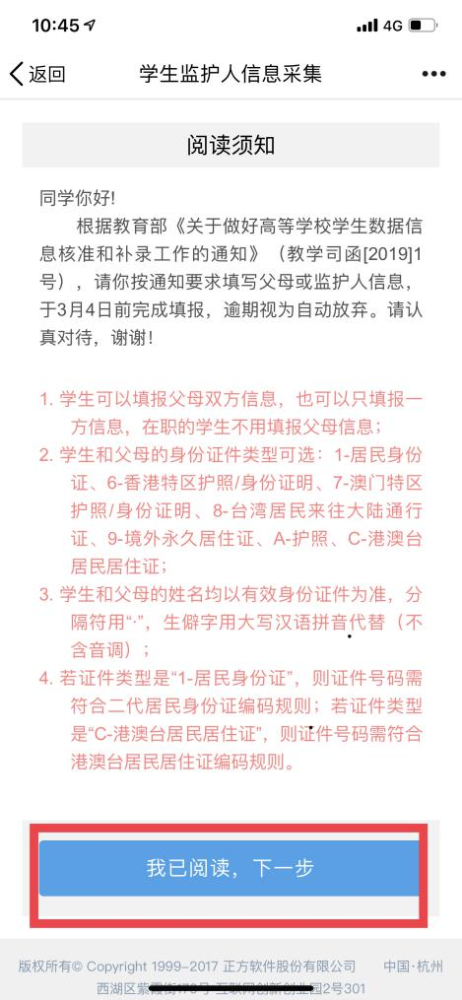 10:45
4G
返回
学生监护人信息采集
阅读须知
同学你好!
根据教育部《关于做好高等学校学生数据信
息核准和补录工作的通知》（教学司函[2019]1
号），请你按通知要求填写父母或监护人信息，
于3月4日前完成填报，逾期视为自动放弃。请认
真对待，谢谢!
1. 学生可以填报父母双方信息，也可以只填报一
方信息，在职的学生不用填报父母信息；
2. 学生和父母的身份证件类型可选：1-居民身份
证、6-香港特区护照/身份证明、7-澳门特区
护照/身份证明、8-台湾居民来往大陆通行
证、9-境外永久居住证、A-护照、C-港澳台
居民居住证；
3. 学生和父母的姓名均以有效身份证件为准，分
隔符用“·”，生僻字用大写汉语拼音代替（不
含音调）；
4. 若证件类型是“1-居民身份证”，则证件号码需
符合二代居民身份证编码规则；若证件类型
是“C-港澳台居民居住证”，则证件号码需符合
港澳台居民居住证编码规则。
我已阅读，下一步
版权所有© Copyright 1999-2017 正方软件股份有限公司 中国·杭州
西湖区紫霞街176号 互联网创新创业园2号301